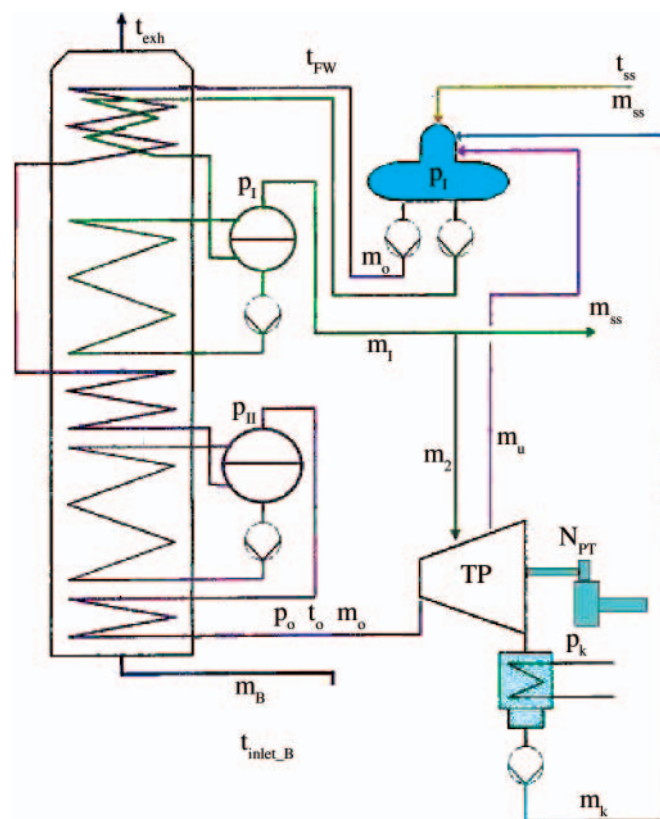 t_exh
t_FW
t_ss
m_ss
p_I
p_I
m_o
m_ss
m_I
p_II
m_2
m_u
N_PT
TP
p_o t_o m_o
p_k
m_B
t_inlet_B
m_k